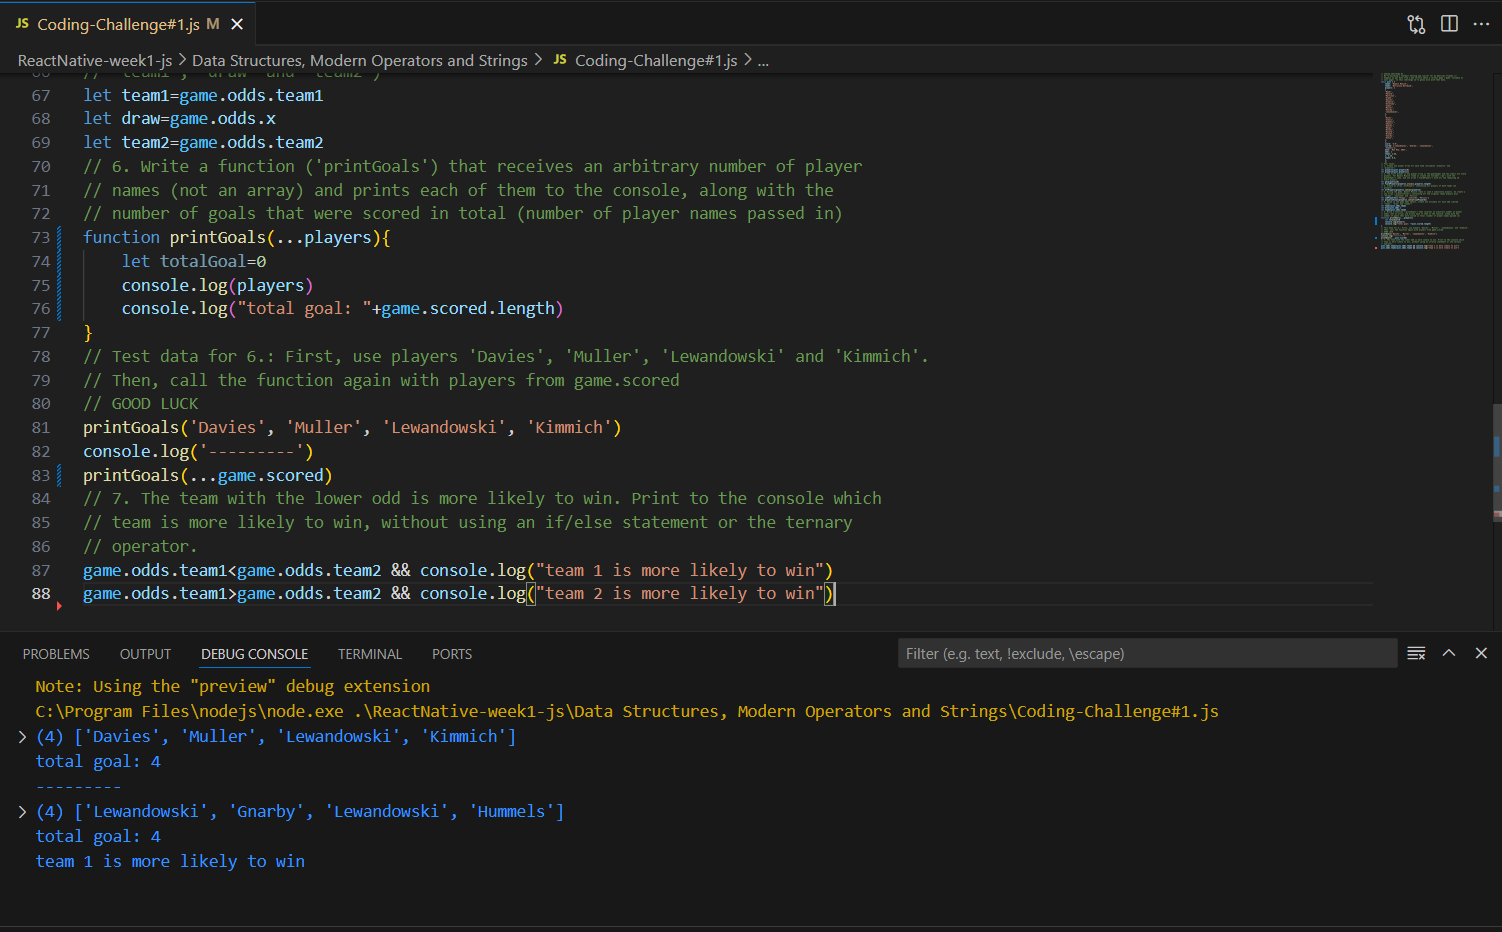 JS Coding-Challenge#1.js M
ReactNative-week1-js > Data Structures, Modern Operators and Strings > JS Coding-Challenge#1.js > ...
67 let team1=game.odds.team1
68 let draw=game.odds.x
69 let team2=game.odds.team2
70 // 6. Write a function ('printGoals') that receives an arbitrary number of player
71 // names (not an array) and prints each of them to the console, along with the
72 // number of goals that were scored in total (number of player names passed in)
73 function printGoals(...players){
74 let totalGoal=0
75 console.log(players)
76 console.log("total goal: "+game.scored.length)
77 }
78 // Test data for 6.: First, use players 'Davies', 'Muller', 'Lewandowski' and 'Kimmich'.
79 // Then, call the function again with players from game.scored
80 // GOOD LUCK
81 printGoals('Davies', 'Muller', 'Lewandowski', 'Kimmich')
82 console.log('---------')
83 printGoals(...game.scored)
84 // 7. The team with the lower odd is more likely to win. Print to the console which
85 // team is more likely to win, without using an if/else statement or the ternary
86 // operator.
87 game.odds.team1<game.odds.team2 && console.log("team 1 is more likely to win")
88 game.odds.team1>game.odds.team2 && console.log("team 2 is more likely to win")
PROBLEMS OUTPUT DEBUG CONSOLE TERMINAL PORTS Filter (e.g. text, !exclude, \escape)
Note: Using the "preview" debug extension
C:\Program Files\nodejs\node.exe .\ReactNative-week1-js\Data Structures, Modern Operators and Strings\Coding-Challenge#1.js
> (4) ['Davies', 'Muller', 'Lewandowski', 'Kimmich']
total goal: 4
---------
> (4) ['Lewandowski', 'Gnarby', 'Lewandowski', 'Hummels']
total goal: 4
team 1 is more likely to win